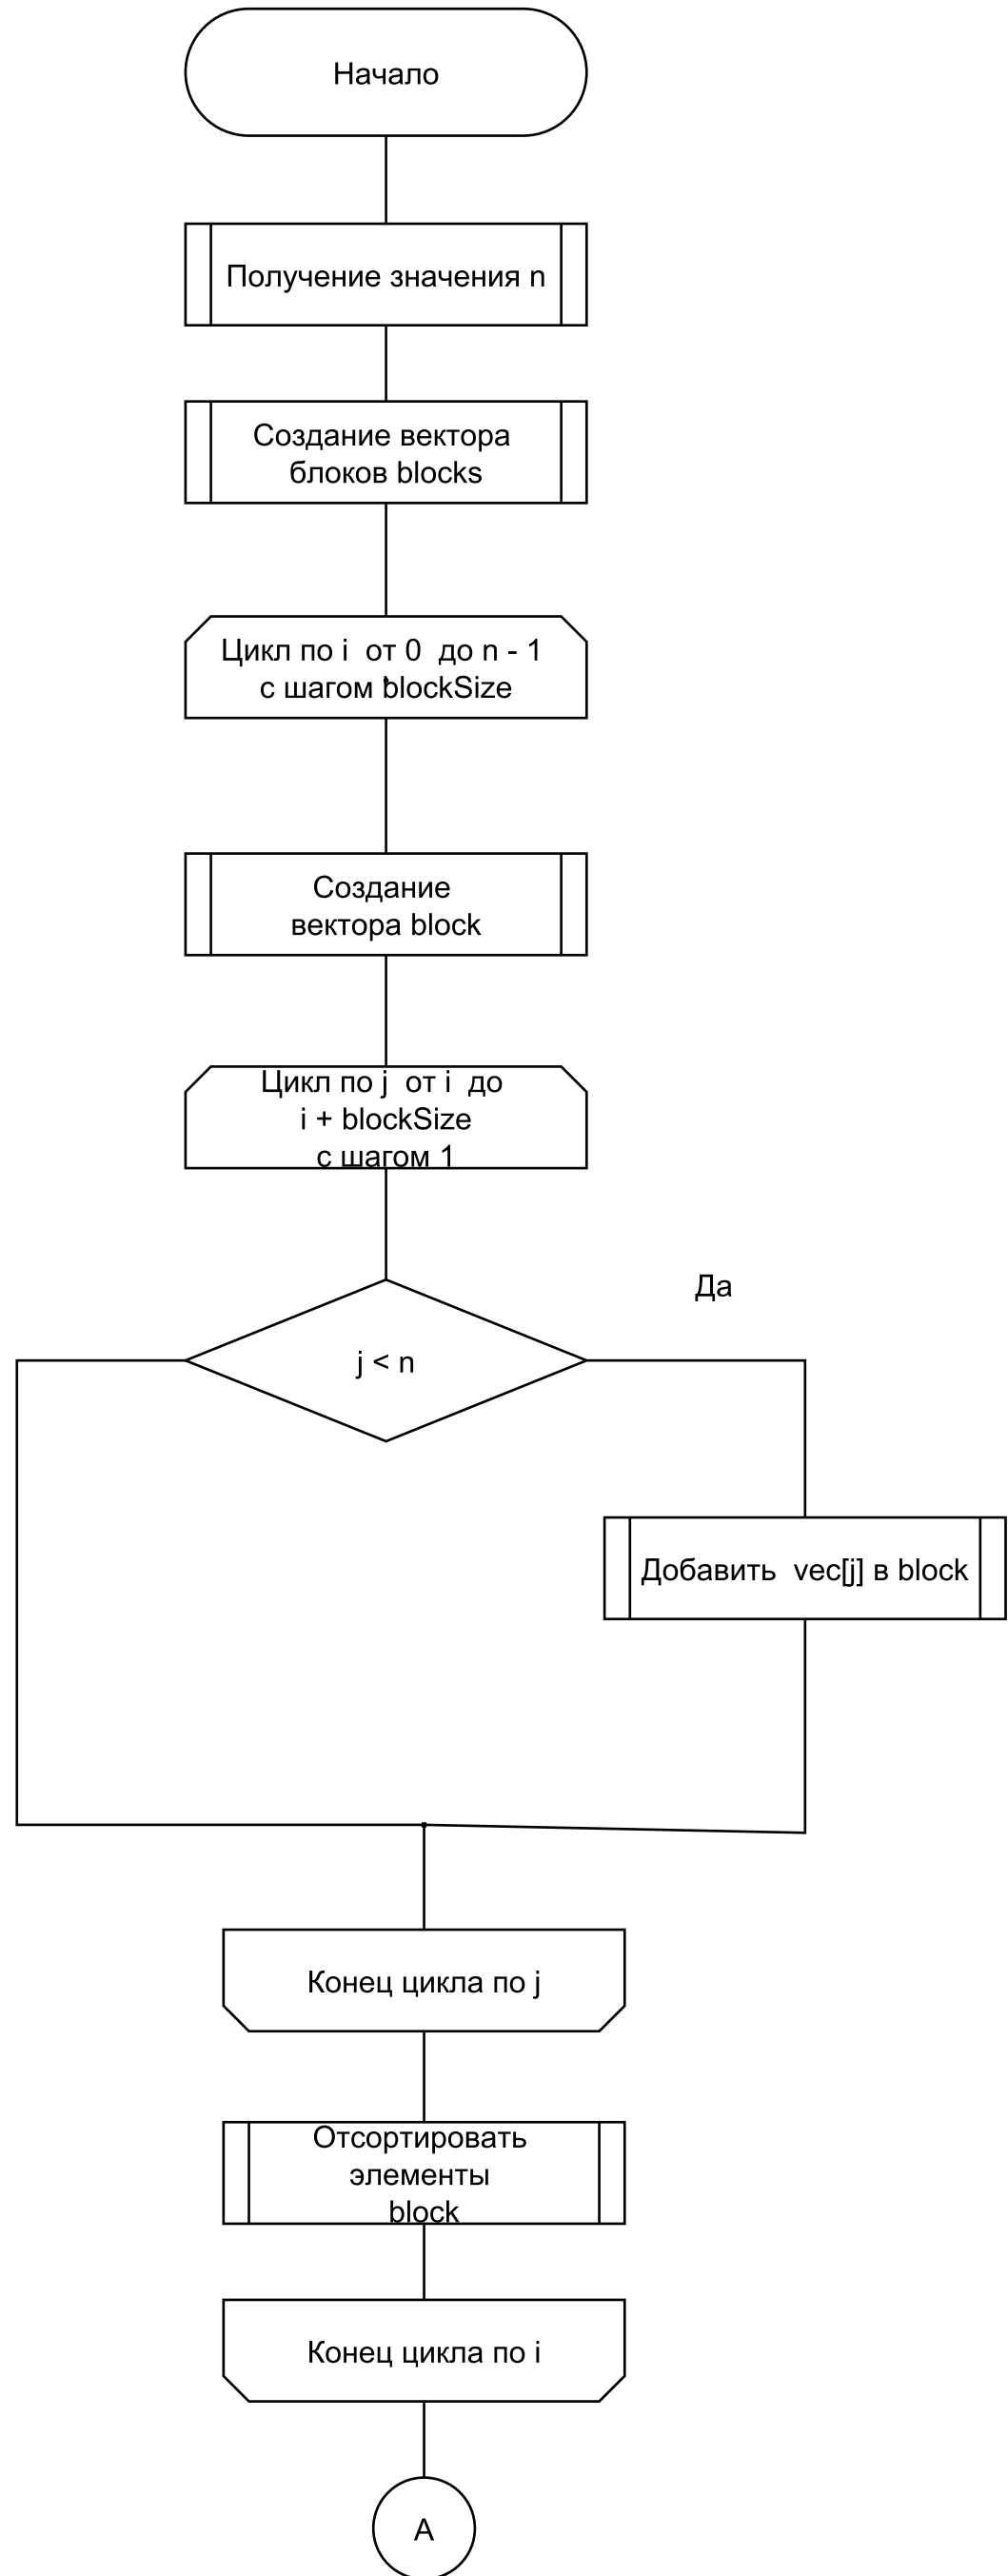 Начало
Получение значения n
Создание вектора
блоков blocks
Цикл по i от 0 до n - 1
с шагом blockSize
Создание
вектора block
Цикл по j от i до
i + blockSize
с шагом 1
Да
j < n
Добавить vec[j] в block
Конец цикла по j
Отсортировать
элементы
block
Конец цикла по i
А